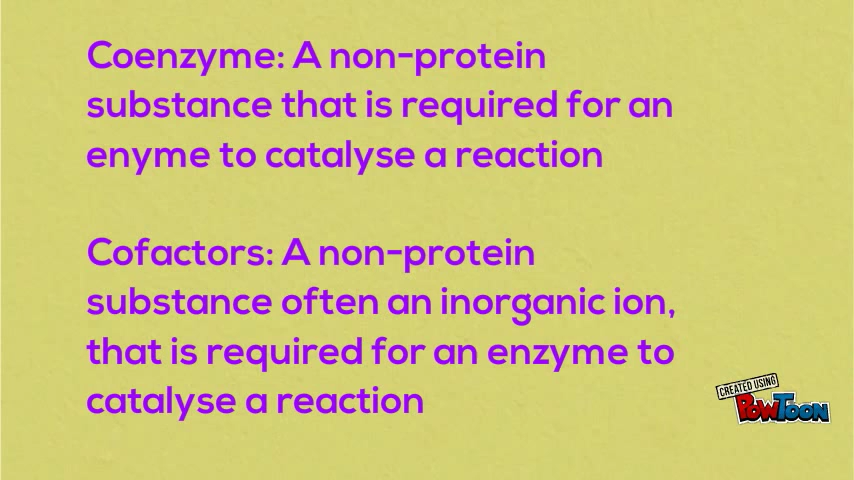 Coenzyme: A non-protein
substance that is required for an
enyme to catalyse a reaction
Cofactors: A non-protein
substance often an inorganic ion,
that is required for an enzyme to
catalyse a reaction
CREATED USING
POWTOON